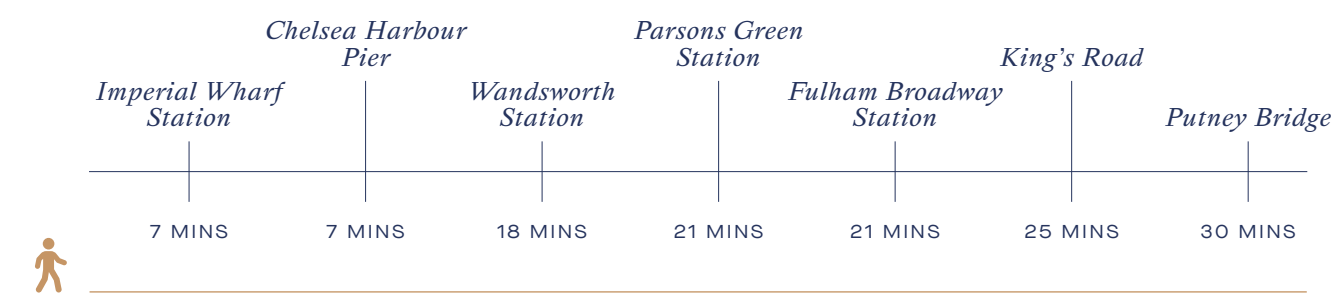 Imperial Wharf
Station
Chelsea Harbour
Pier
Wandsworth
Station
Parsons Green
Station
Fulham Broadway
Station
King's Road
Putney Bridge
7 MINS
7 MINS
18 MINS
21 MINS
21 MINS
25 MINS
30 MINS